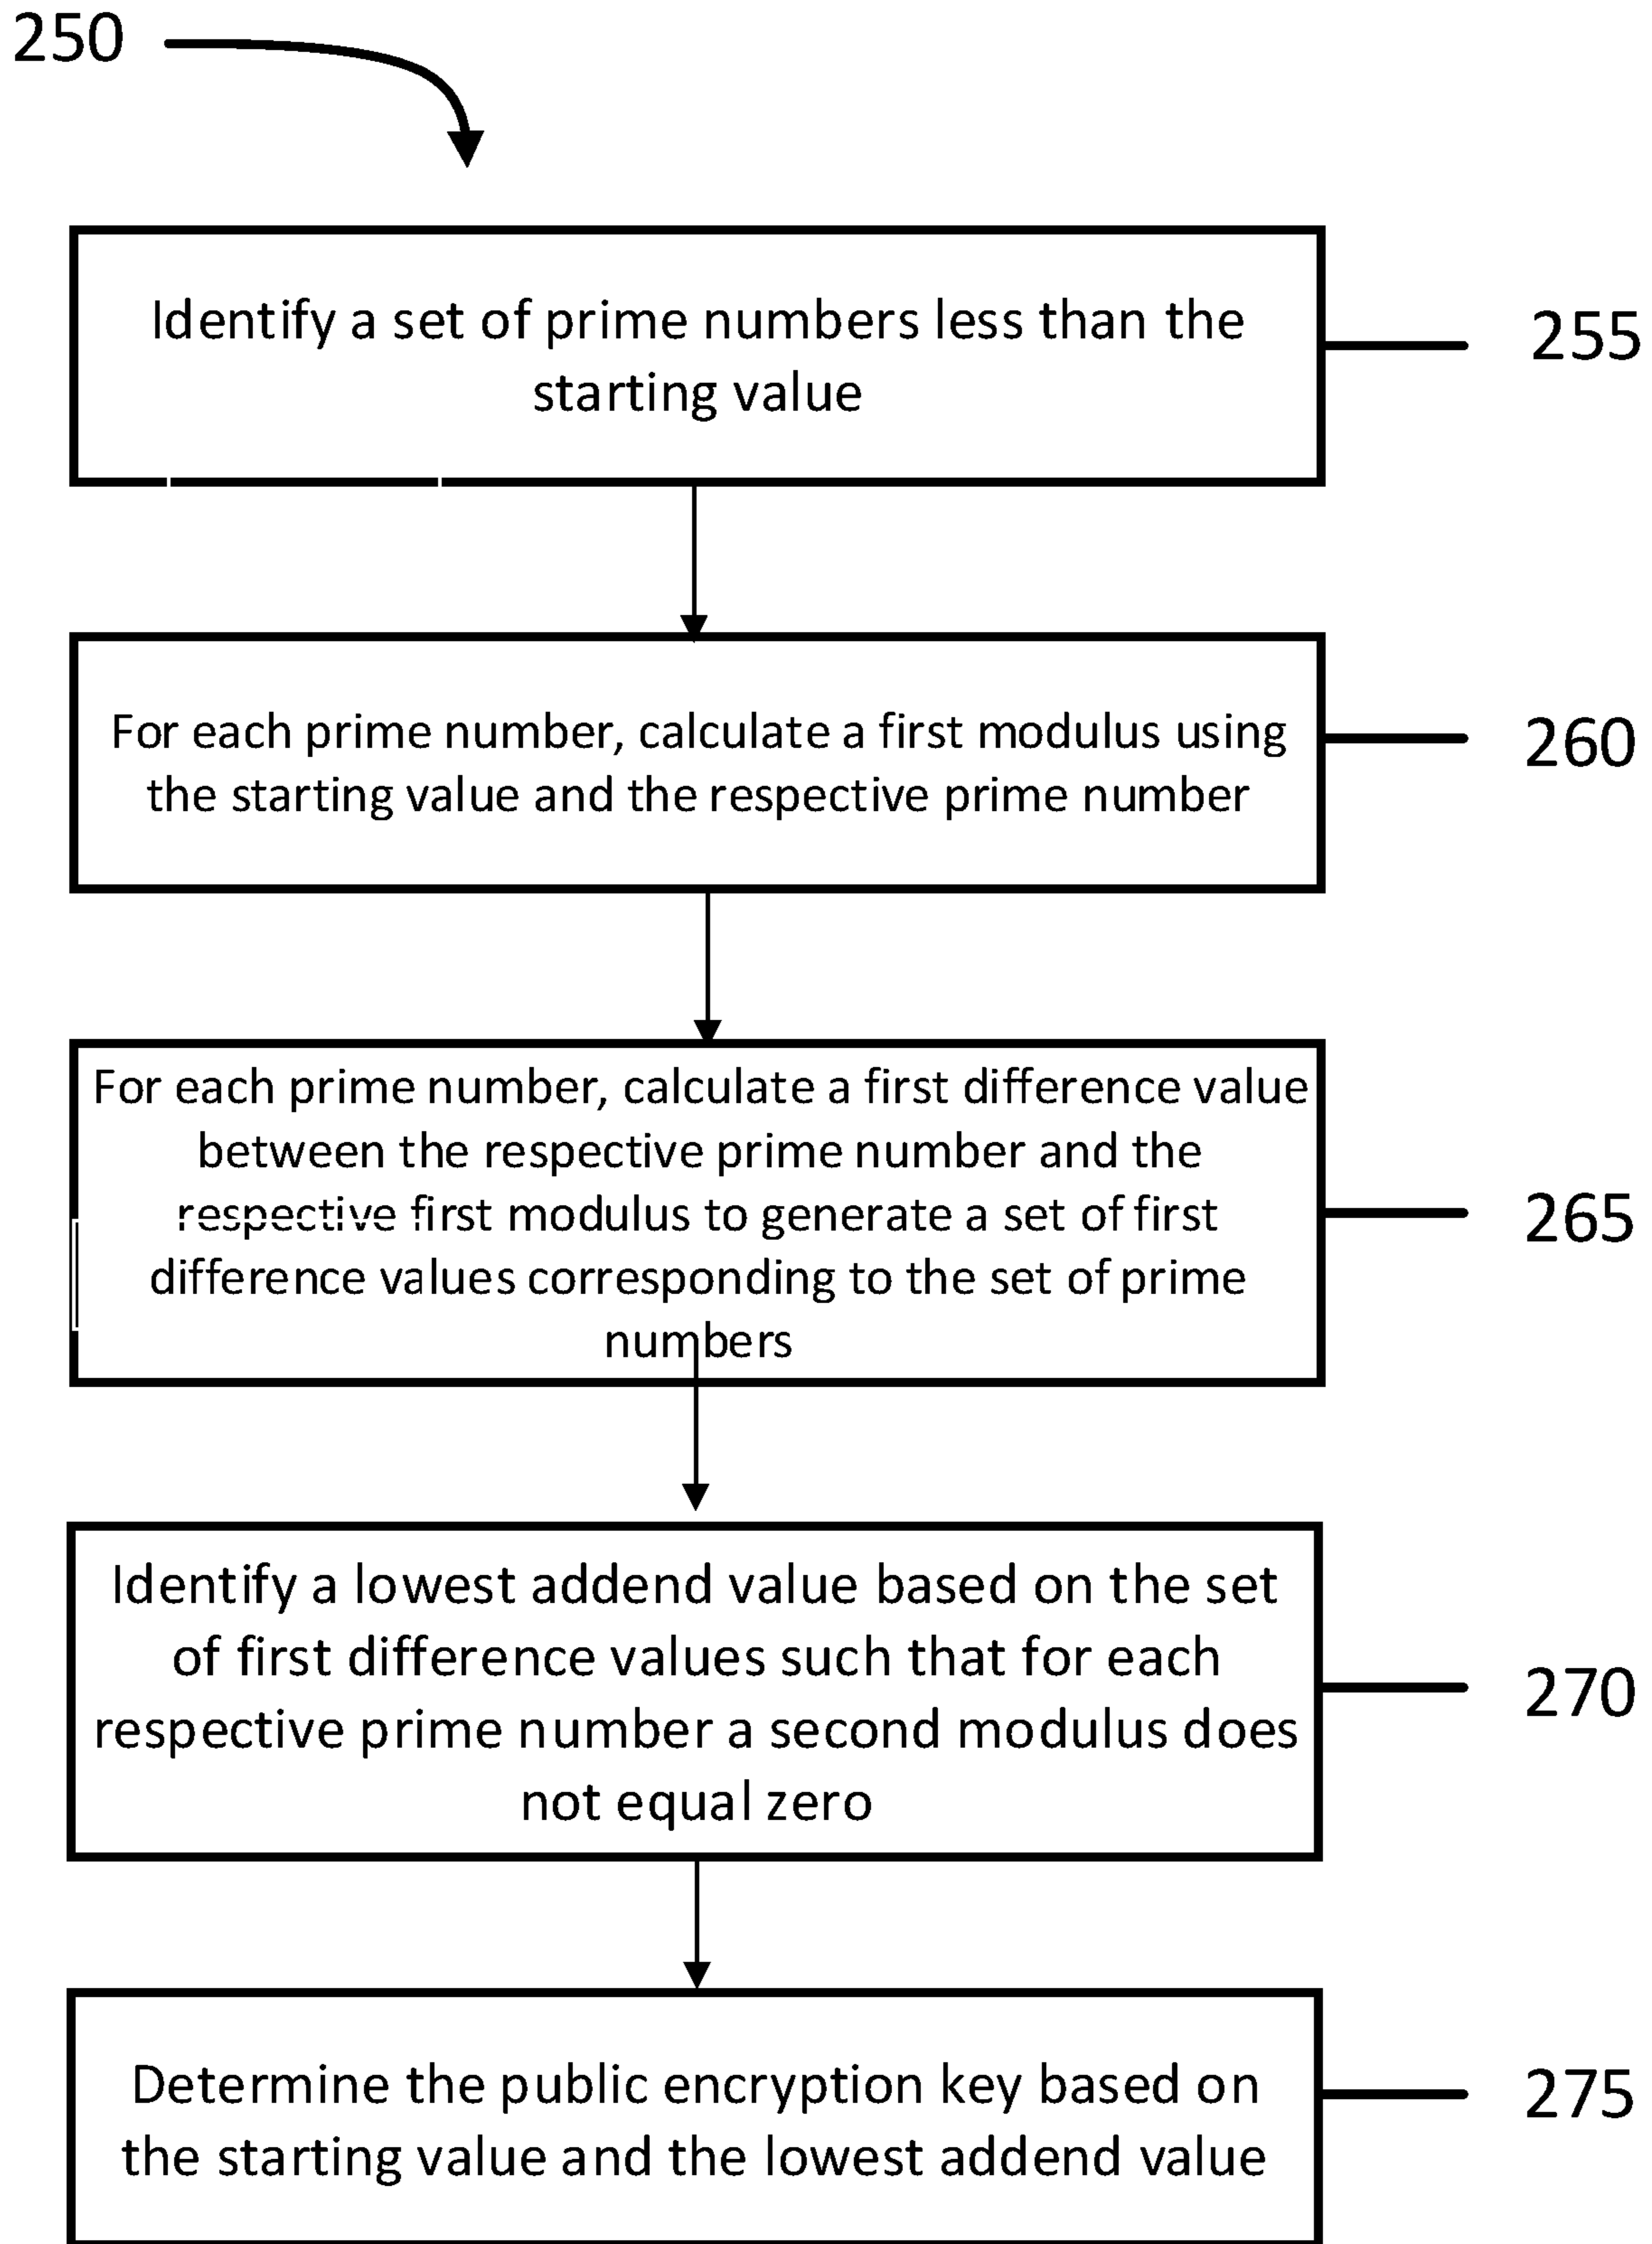 250
Identify a set of prime numbers less than the
starting value
255
For each prime number, calculate a first modulus using
the starting value and the respective prime number
260
For each prime number, calculate a first difference value
between the respective prime number and the
respective first modulus to generate a set of first
difference values corresponding to the set of prime
numbers
265
Identify a lowest addend value based on the set
of first difference values such that for each
respective prime number a second modulus does
not equal zero
270
Determine the public encryption key based on
the starting value and the lowest addend value
275